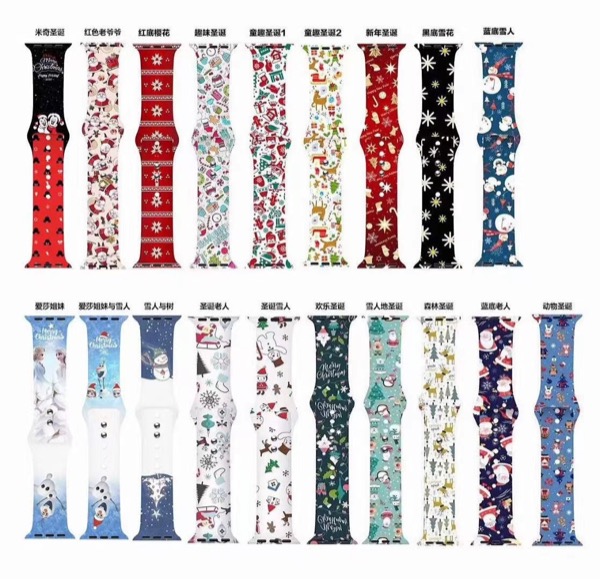 米奇圣诞
红色老爷爷
红底樱花
趣味圣诞
童趣圣诞1
童趣圣诞2
新年圣诞
黑底雪花
蓝底雪人
Merry
Christmas
爱莎姐妹
爱莎姐妹与雪人
雪人与树
圣诞老人
圣诞雪人
欢乐圣诞
雪人地圣诞
森林圣诞
蓝底老人
动物圣诞
Merry
Christmas
Merry
Christmas
Merry
Christmas